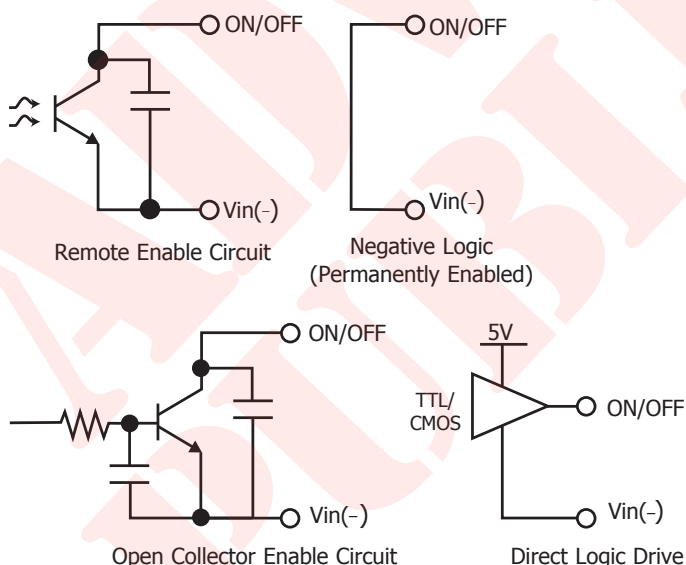 ON/OFF
Vin(−)
Remote Enable Circuit
ON/OFF
Vin(−)
Negative Logic
(Permanently Enabled)
ON/OFF
Vin(−)
Open Collector Enable Circuit
5V
TTL/
CMOS
ON/OFF
Vin(−)
Direct Logic Drive